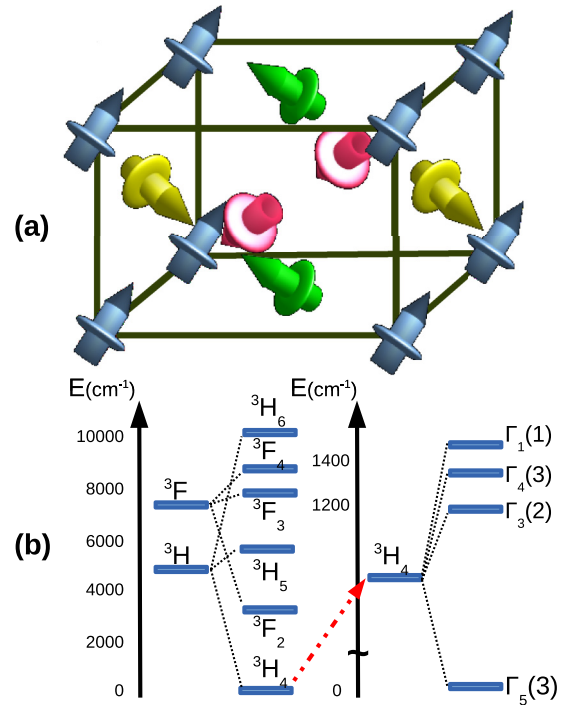 (a)
E(cm⁻¹)
10000
8000
6000
4000
2000
0
³F
³H
³H₆
³F₄
³F₃
³H₅
³F₂
³H₄
(b)
E(cm⁻¹)
1400
1200
~
0
³H₄
Γ₁(1)
Γ₄(3)
Γ₃(2)
Γ₅(3)